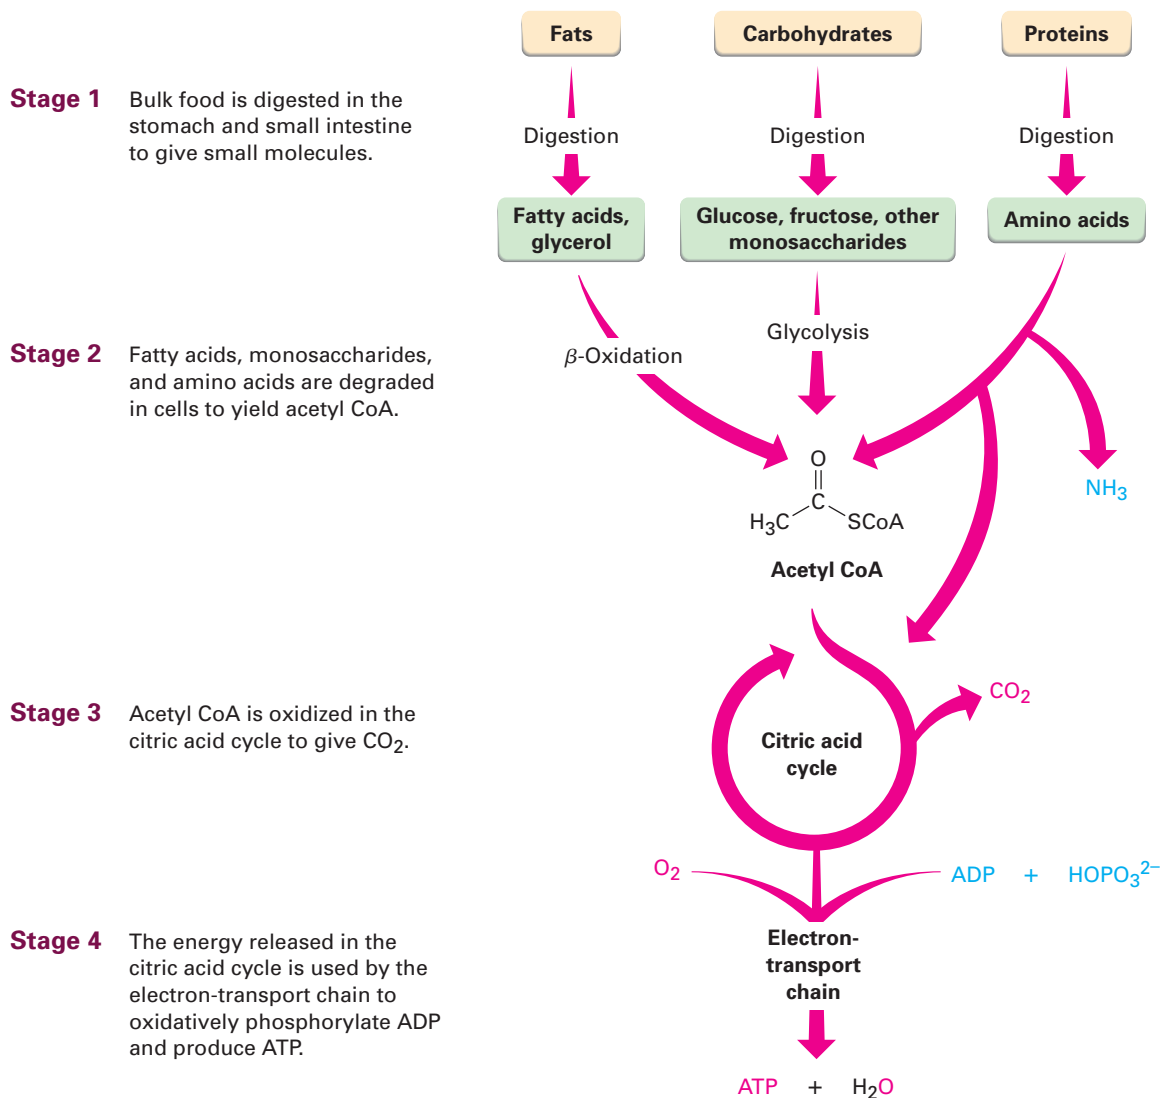 Fats
Carbohydrates
Proteins
Stage 1
Bulk food is digested in the
stomach and small intestine
to give small molecules.
Digestion
Digestion
Digestion
Fatty acids,
glycerol
Glucose, fructose, other
monosaccharides
Amino acids
Stage 2
Fatty acids, monosaccharides,
and amino acids are degraded
in cells to yield acetyl CoA.
β-Oxidation
Glycolysis
NH₃
O
C
H₃C
SCoA
Acetyl CoA
Stage 3
Acetyl CoA is oxidized in the
citric acid cycle to give CO₂.
Citric acid
cycle
CO₂
O₂
ADP + HOPO₃²⁻
Stage 4
The energy released in the
citric acid cycle is used by the
electron-transport chain to
oxidatively phosphorylate ADP
and produce ATP.
Electron-
transport
chain
ATP + H₂O